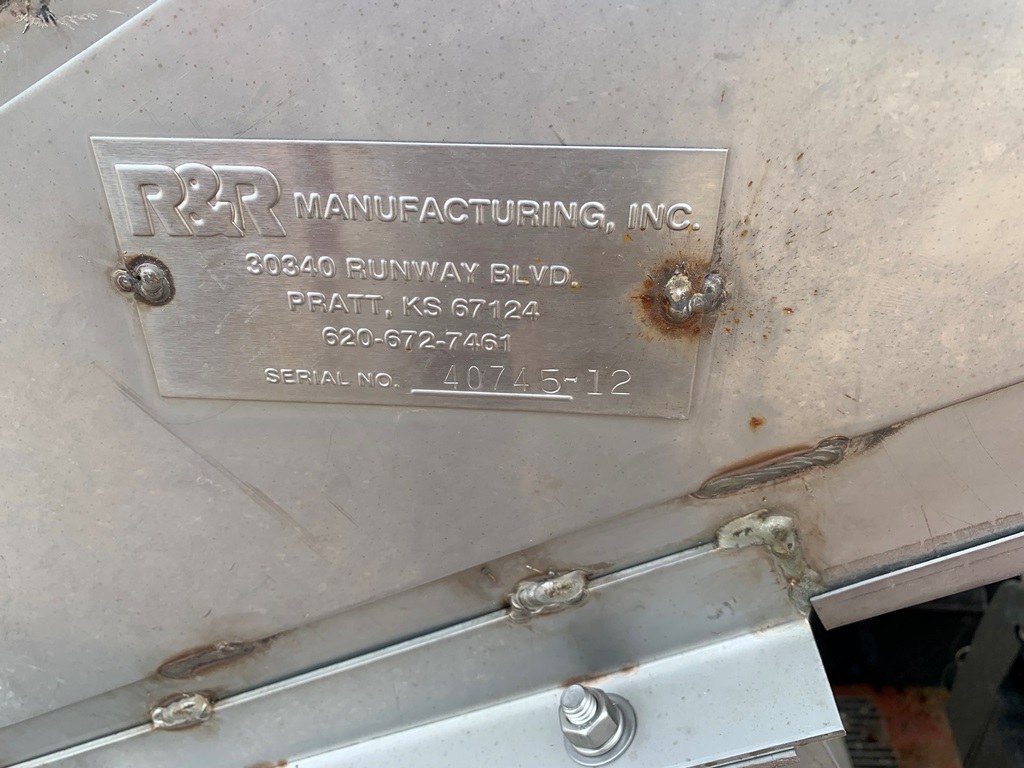 R&R MANUFACTURING, INC.
30340 RUNWAY BLVD.
PRATT, KS 67124
620-672-7461
SERIAL NO. 40745-12